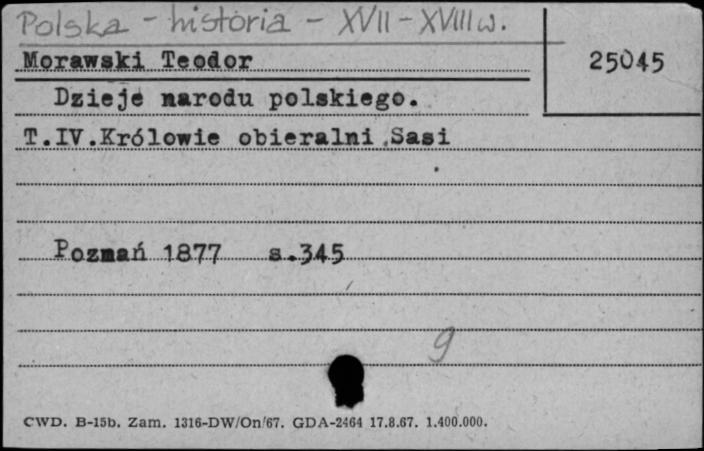 Polska - historia - XVII-XVIII w.
Morawski Teodor
25045
Dzieje narodu polskiego.
T.IV.Królowie obieralni Sasi
Poznań 1877 s.345
9
CWD. B-15b. Zam. 1316-DW/On/67. GDA-2464 17.8.67. 1.400.000.